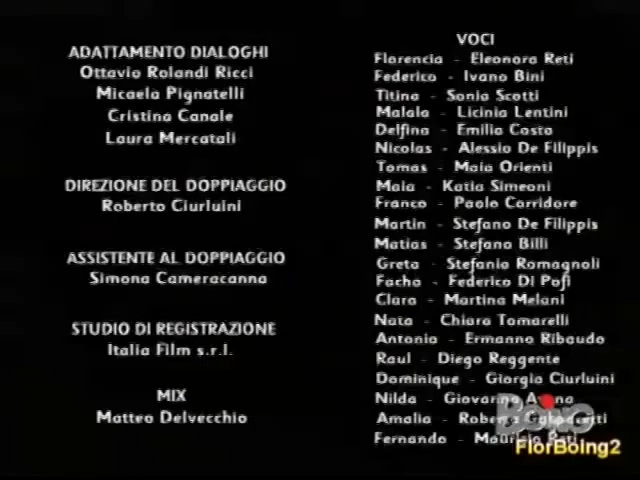 ADATTAMENTO DIALOGHI
Ottavio Rolandi Ricci
Micaela Pignatelli
Cristina Canale
Laura Mercatali
DIREZIONE DEL DOPPIAGGIO
Roberto Ciurluini
ASSISTENTE AL DOPPIAGGIO
Simona Cameracanna
STUDIO DI REGISTRAZIONE
Italia Film s.r.l.
MIX
Matteo Delvecchio
VOCI
Florencia - Eleonora Reti
Federico - Ivano Bini
Titina - Sonia Scotti
Malala - Licinia Lentini
Delfina - Emilia Costa
Nicolas - Alessio De Filippis
Tomas - Maia Orienti
Maia - Katia Simeoni
Franco - Paolo Corridore
Martin - Stefano De Filippis
Matias - Stefano Billi
Greta - Stefania Romagnoli
Facha - Federico Di Pofi
Clara - Martina Melani
Nata - Chiara Tomarelli
Antonio - Ermanno Ribaudo
Raul - Diego Reggente
Dominique - Giorgia Ciurluini
Nilda - Giovanna
Amalia - Roberta
Fernando - Maurizio
BOING
FlorBoing2